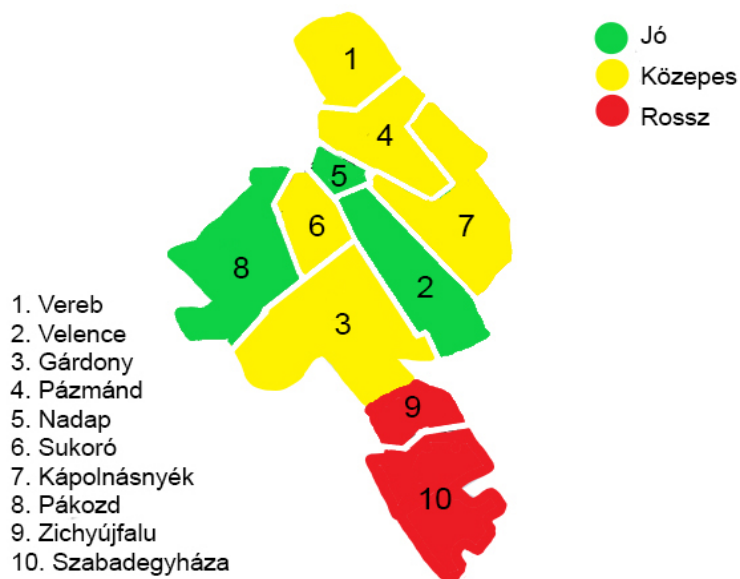 Jó
Közepes
Rossz
1
4
5
6
7
8
2
3
9
10
1. Vereb
2. Velence
3. Gárdony
4. Pázmánd
5. Nadap
6. Sukoró
7. Kápolnásnyék
8. Pákozd
9. Zichyújfalu
10. Szabadegyháza